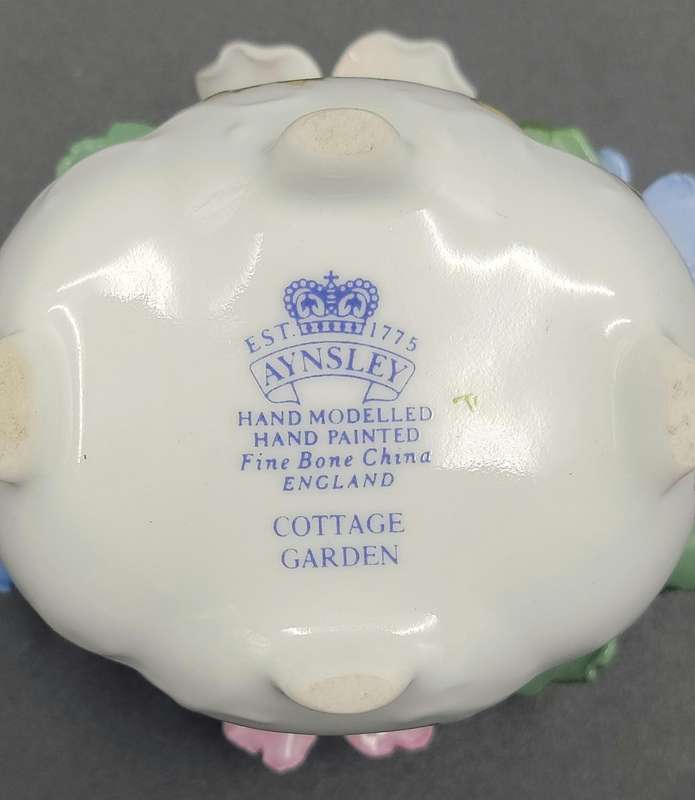 EST. 1775
AYNSLEY
HAND MODELLED
HAND PAINTED
Fine Bone China
ENGLAND
COTTAGE
GARDEN